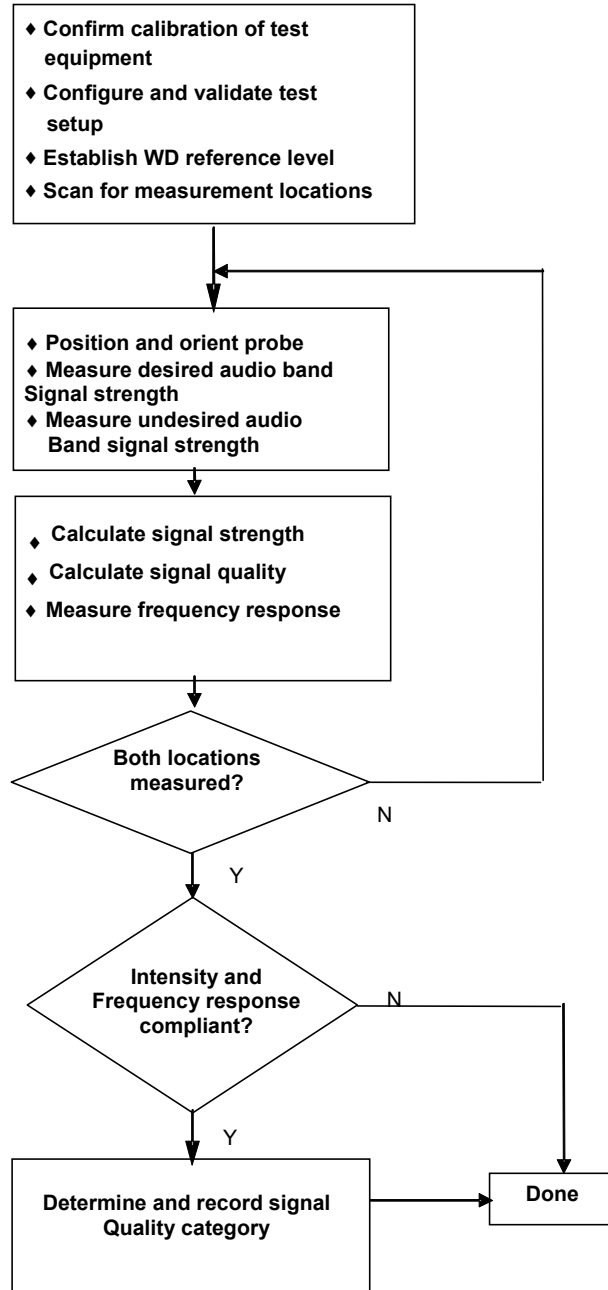 ♦ Confirm calibration of test
equipment
♦ Configure and validate test
setup
♦ Establish WD reference level
♦ Scan for measurement locations
♦ Position and orient probe
♦ Measure desired audio band
Signal strength
♦ Measure undesired audio
Band signal strength
♦ Calculate signal strength
♦ Calculate signal quality
♦ Measure frequency response
Both locations
measured?
N
Y
Intensity and
Frequency response
compliant?
N
Y
Determine and record signal
Quality category
Done